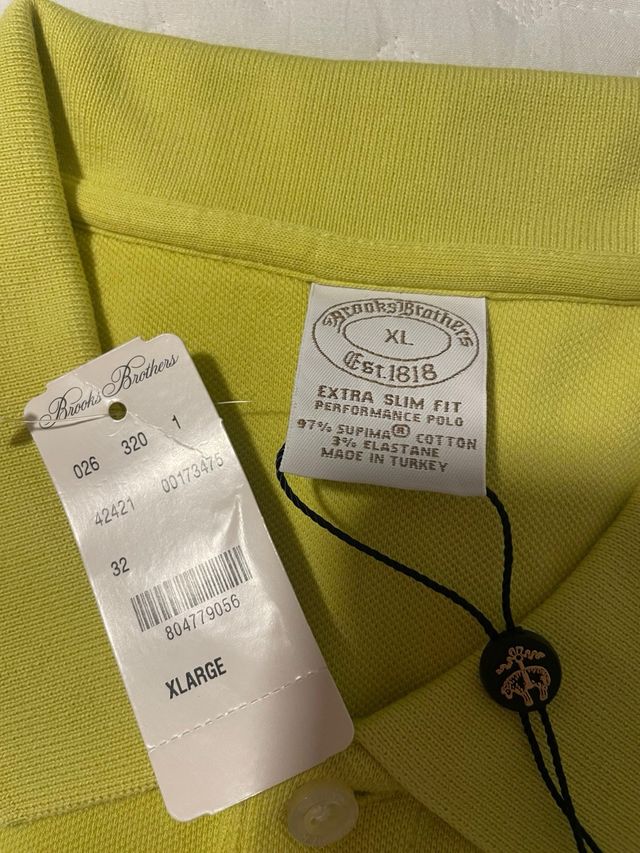 Brooks Brothers
XL
Est.1818
EXTRA SLIM FIT
PERFORMANCE POLO
97% SUPIMA® COTTON
3% ELASTANE
MADE IN TURKEY
Brooks Brothers
026 320 1
42421 00173475
32
804779056
XLARGE